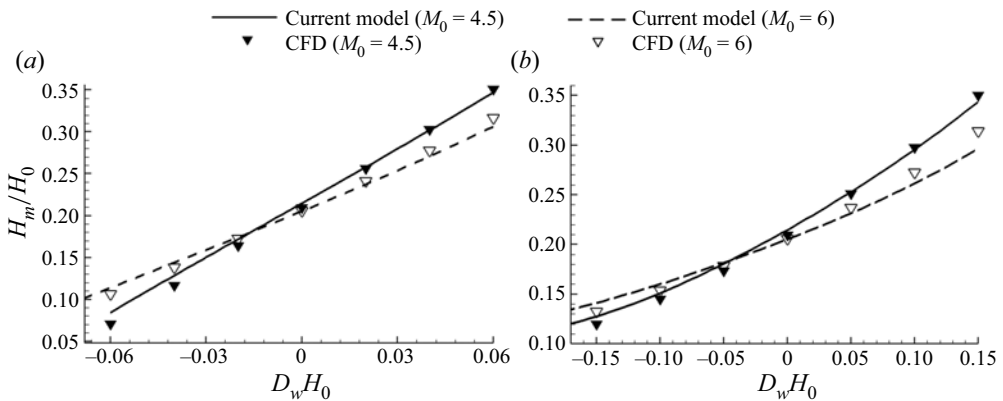 Current model (M0 = 4.5) Current model (M0 = 6)
CFD (M0 = 4.5) CFD (M0 = 6)
(a) (b)
0.35 0.35
0.30 0.30
0.25 0.25
0.20 0.20
0.15 0.15
0.10
0.05 0.10
Hm/H0
−0.06 −0.03 0 0.03 0.06 −0.15 −0.10 −0.05 0 0.05 0.10 0.15
DwH0 DwH0